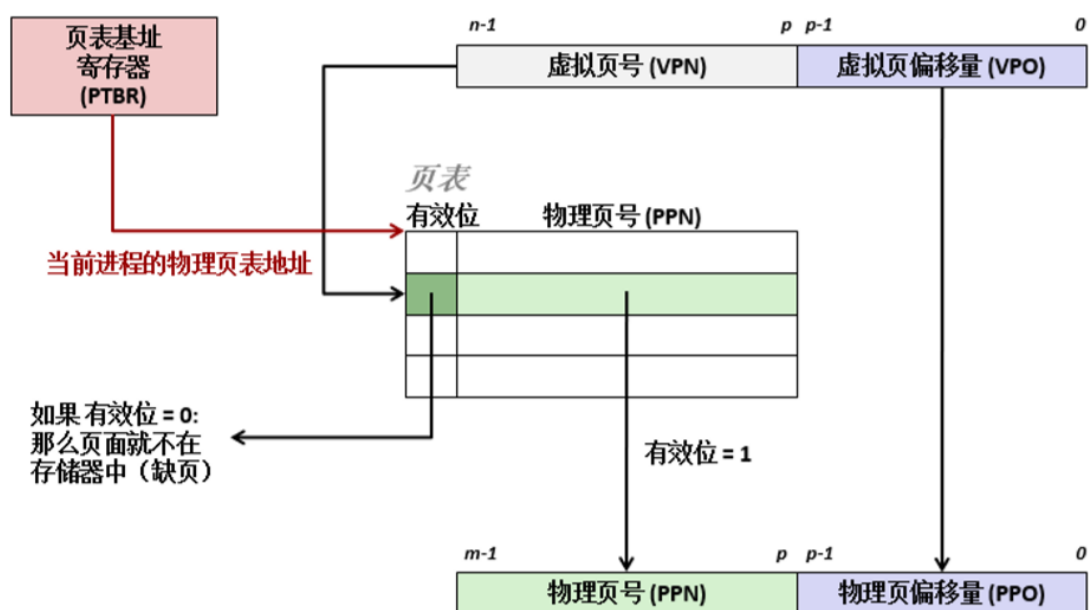 页表基址
寄存器
(PTBR)
n-1
p
p-1
0
虚拟页号 (VPN)
虚拟页偏移量 (VPO)
页表
有效位
物理页号 (PPN)
当前进程的物理页表地址
如果 有效位 = 0:
那么页面就不在
存储器中（缺页）
有效位 = 1
m-1
p
p-1
0
物理页号 (PPN)
物理页偏移量 (PPO)